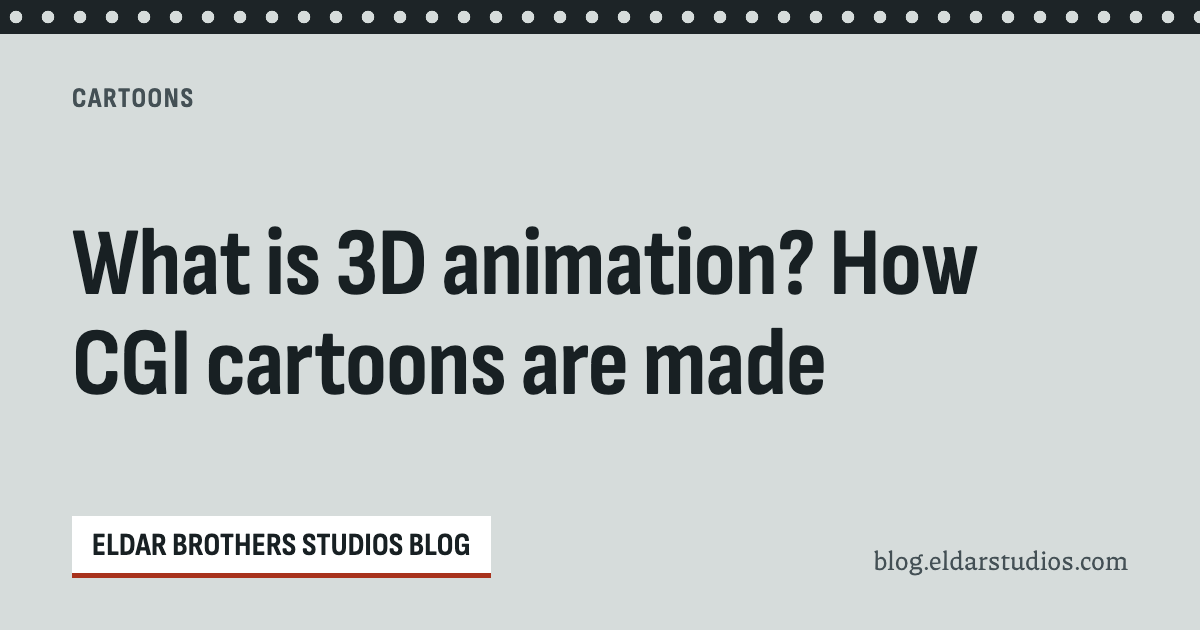 CARTOONS
What is 3D animation? How
CGI cartoons are made
ELDAR BROTHERS STUDIOS BLOG
blog.eldarstudios.com